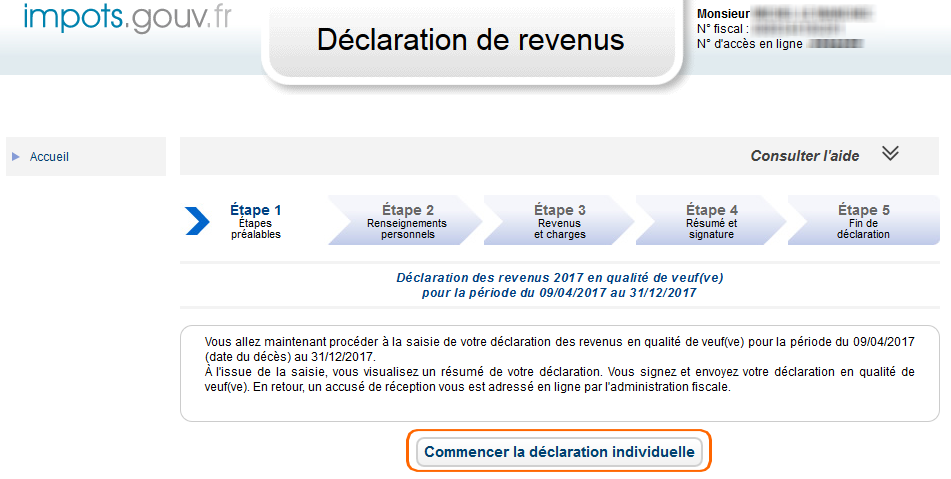 impots.gouv.fr
Déclaration de revenus
Monsieur
N° fiscal :
N° d'accès en ligne
Accueil
Consulter l'aide
Étape 1
Étapes
préalables
Étape 2
Renseignements
personnels
Étape 3
Revenus
et charges
Étape 4
Résumé et
signature
Étape 5
Fin de
déclaration
Déclaration des revenus 2017 en qualité de veuf(ve)
pour la période du 09/04/2017 au 31/12/2017
Vous allez maintenant procéder à la saisie de votre déclaration des revenus en qualité de veuf(ve) pour la période du 09/04/2017
(date du décès) au 31/12/2017.
À l'issue de la saisie, vous visualisez un résumé de votre déclaration. Vous signez et envoyez votre déclaration en qualité de
veuf(ve). En retour, un accusé de réception vous est adressé en ligne par l'administration fiscale.
Commencer la déclaration individuelle